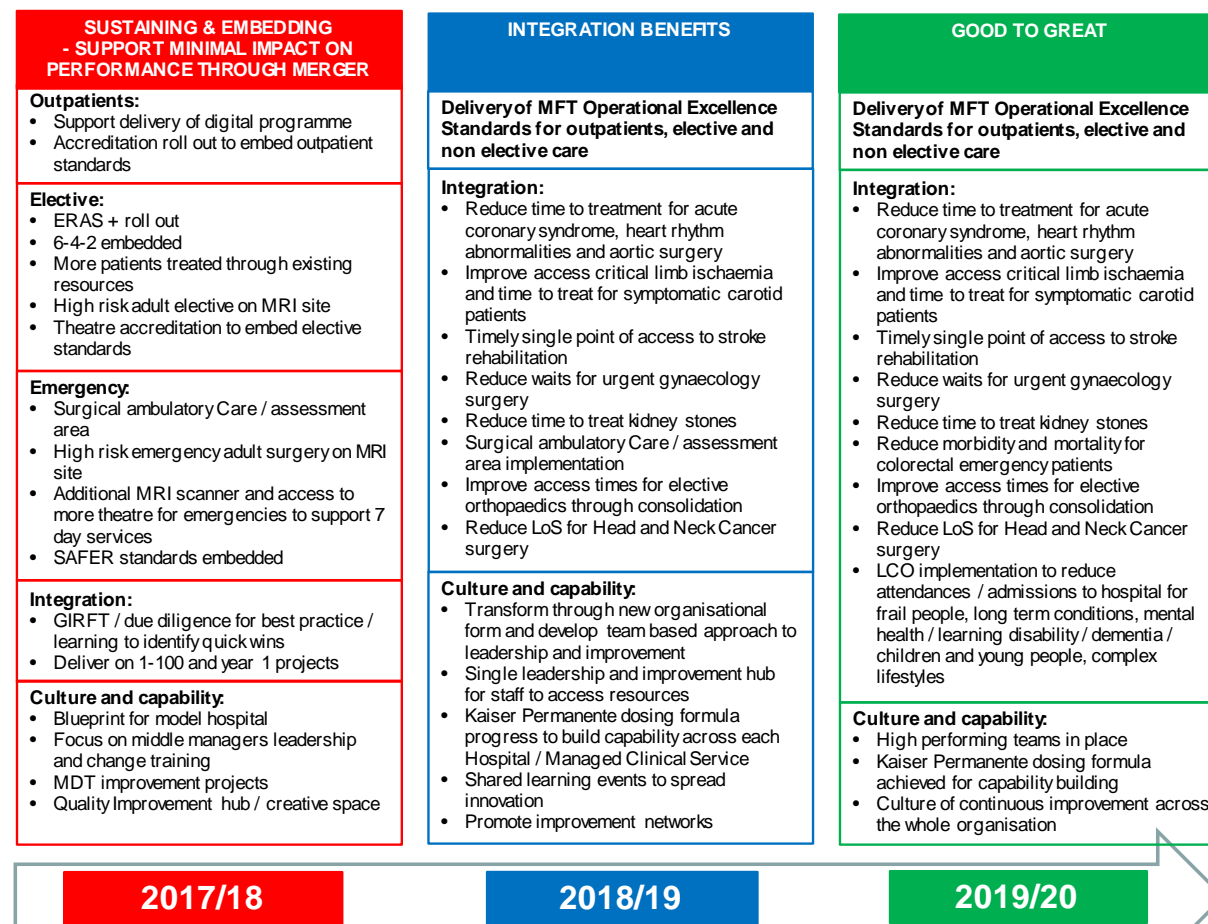 SUSTAINING & EMBEDDING
- SUPPORT MINIMAL IMPACT ON
PERFORMANCE THROUGH MERGER
Outpatients:
• Support delivery of digital programme
• Accreditation roll out to embed outpatient
standards
Elective:
• ERAS + roll out
• 6-4-2 embedded
• More patients treated through existing
resources
• High risk adult elective on MRI site
• Theatre accreditation to embed elective
standards
Emergency:
• Surgical ambulatory Care / assessment
area
• High risk emergency adult surgery on MRI
site
• Additional MRI scanner and access to
more theatre for emergencies to support 7
day services
• SAFER standards embedded
Integration:
• GIRFT / due diligence for best practice /
learning to identify quick wins
• Deliver on 1-100 and year 1 projects
Culture and capability:
• Blueprint for model hospital
• Focus on middle managers leadership
and change training
• MDT improvement projects
• Quality Improvement hub / creative space
2017/18
INTEGRATION BENEFITS
Delivery of MFT Operational Excellence
Standards for outpatients, elective and
non elective care
Integration:
• Reduce time to treatment for acute
coronary syndrome, heart rhythm
abnormalities and aortic surgery
• Improve access critical limb ischaemia
and time to treat for symptomatic carotid
patients
• Timely single point of access to stroke
rehabilitation
• Reduce waits for urgent gynaecology
surgery
• Reduce time to treat kidney stones
• Surgical ambulatory Care / assessment
area implementation
• Improve access times for elective
orthopaedics through consolidation
• Reduce LoS for Head and Neck Cancer
surgery
Culture and capability:
• Transform through new organisational
form and develop team based approach to
leadership and improvement
• Single leadership and improvement hub
for staff to access resources
• Kaiser Permanente dosing formula
progress to build capability across each
Hospital / Managed Clinical Service
• Shared learning events to spread
innovation
• Promote improvement networks
2018/19
GOOD TO GREAT
Delivery of MFT Operational Excellence
Standards for outpatients, elective and
non elective care
Integration:
• Reduce time to treatment for acute
coronary syndrome, heart rhythm
abnormalities and aortic surgery
• Improve access critical limb ischaemia
and time to treat for symptomatic carotid
patients
• Timely single point of access to stroke
rehabilitation
• Reduce waits for urgent gynaecology
surgery
• Reduce time to treat kidney stones
• Reduce morbidity and mortality for
colorectal emergency patients
• Improve access times for elective
orthopaedics through consolidation
• Reduce LoS for Head and Neck Cancer
surgery
• LCO implementation to reduce
attendances / admissions to hospital for
frail people, long term conditions, mental
health / learning disability / dementia /
children and young people, complex
lifestyles
Culture and capability:
• High performing teams in place
• Kaiser Permanente dosing formula
achieved for capability building
• Culture of continuous improvement across
the whole organisation
2019/20